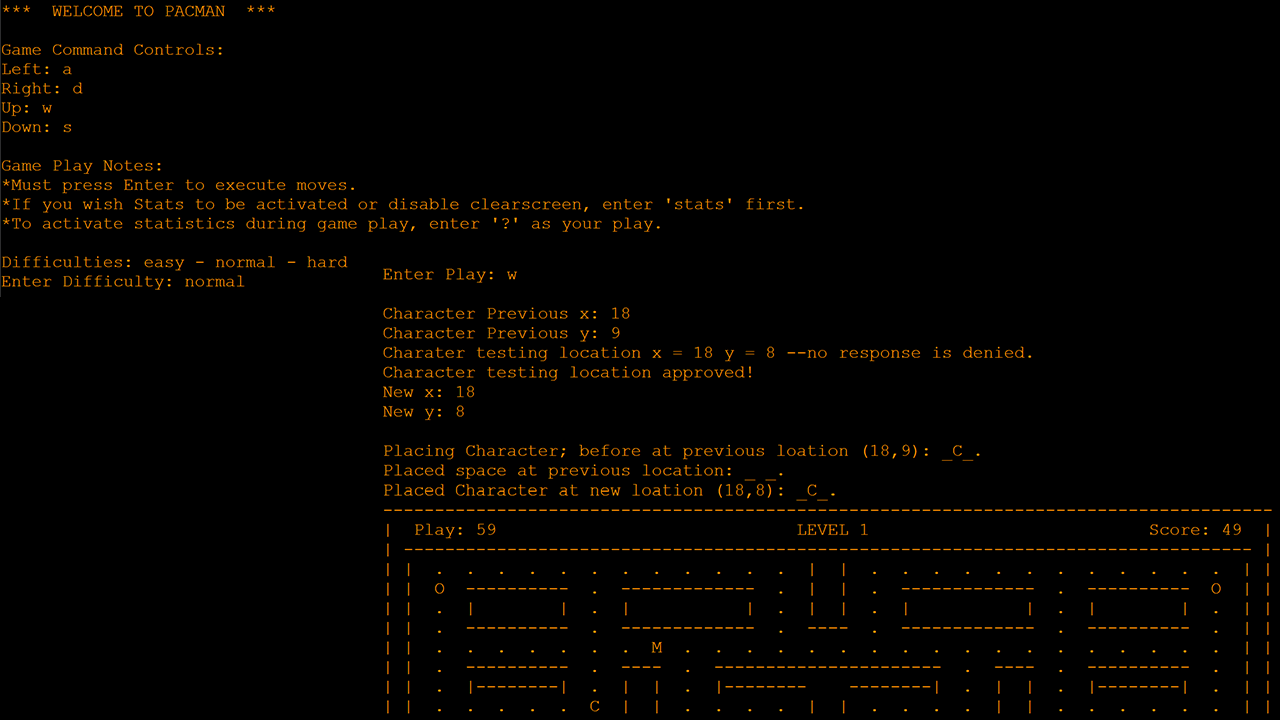 ***  WELCOME TO PACMAN  ***
Game Command Controls:
Left: a
Right: d
Up: w
Down: s
Game Play Notes:
*Must press Enter to execute moves.
*If you wish Stats to be activated or disable clearscreen, enter 'stats' first.
*To activate statistics during game play, enter '?' as your play.
Difficulties: easy - normal - hard
Enter Difficulty: normal
Enter Play: w
Character Previous x: 18
Character Previous y: 9
Charater testing location x = 18 y = 8 --no response is denied.
Character testing location approved!
New x: 18
New y: 8
Placing Character; before at previous loation (18,9): _C_.
Placed space at previous location: _ _.
Placed Character at new loation (18,8): _C_.
Play: 59 LEVEL 1 Score: 49
O O
M
C